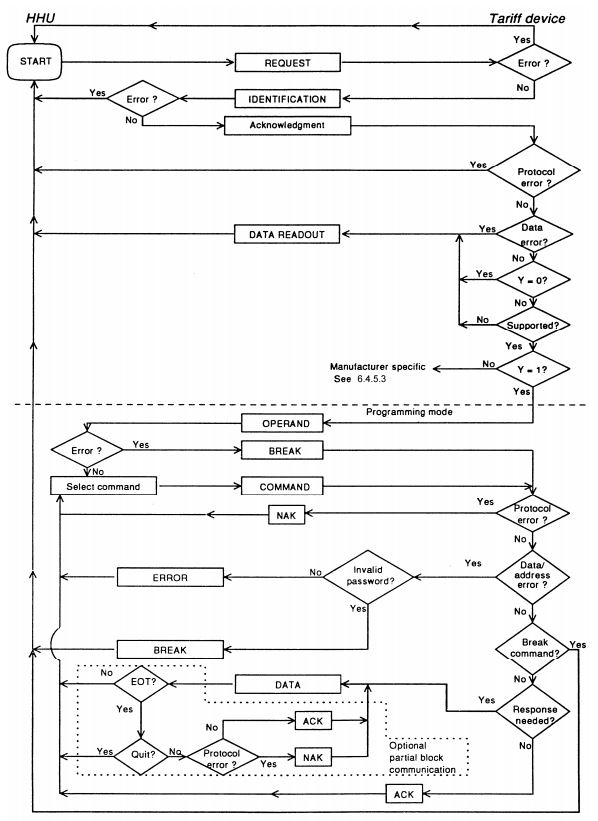 HHU
Tariff device
Yes
START
REQUEST
Error ?
No
Yes
Error ?
IDENTIFICATION
No
Acknowledgment
Yes
Protocol
error ?
No
DATA READOUT
Yes
Data
error?
No
Yes
Y = 0?
No
No
Supported?
Yes
Manufacturer specific
See 6.4.5.3
No
Y = 1?
Yes
Programming mode
OPERAND
Error ?
Yes
BREAK
No
Select command
COMMAND
Yes
NAK
Protocol
error ?
No
ERROR
No
Invalid
password?
Yes
Data/
address
error ?
Yes
No
BREAK
Break
command?
Yes
No
No
EOT?
DATA
Yes
Response
needed?
Yes
No
ACK
No
Yes
Quit?
No
Protocol
error ?
Yes
NAK
Optional
partial block
communication
ACK